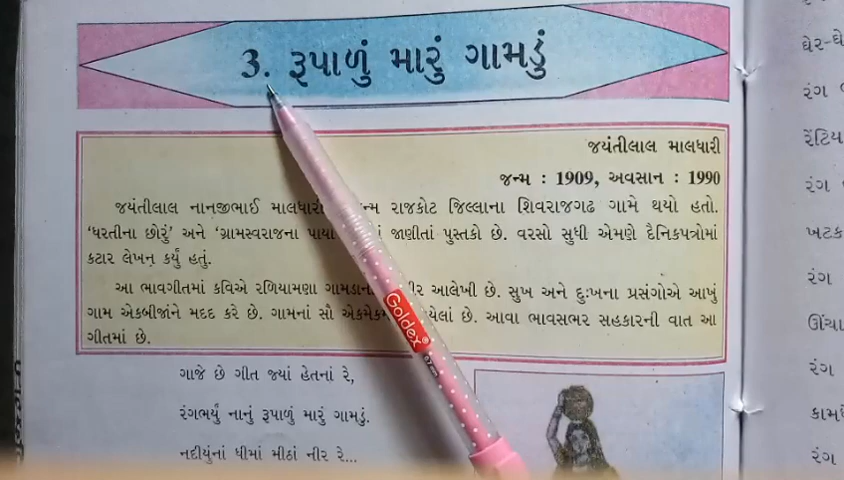 3. રૂપાળું મારું ગામડું
જયંતીલાલ માલધારી
જન્મ : 1909, અવસાન : 1990
જયંતીલાલ નાનજીભાઈ માલધારી ન્મ રાજકોટ જિલ્લાના શિવરાજગઢ ગામે થયો હતો.
‘ધરતીના છોરું’ અને ‘ગ્રામસ્વરાજના પાયા જાણીતાં પુસ્તકો છે. વરસો સુધી એમણે દૈનિકપત્રોમાં
કટાર લેખન કર્યું હતું.
આ ભાવગીતમાં કવિએ રળિયામણા ગામડાન ર આલેખી છે. સુખ અને દુઃખના પ્રસંગોએ આખું
ગામ એકબીજાંને મદદ કરે છે. ગામનાં સૌ એકમેક યેલાં છે. આવા ભાવસભર સહકારની વાત આ
ગીતમાં છે.
ગાજે છે ગીત જ્યાં હેતનાં રે,
રંગભર્યું નાનું રૂપાળું મારું ગામડું.
નદીયુંનાં ધીમાં મીઠાં નીર રે...
Goldex
ઘેર-ઘે
રંગ
રેંટિય
રંગ
ખટક
રંગ
ઊંચા
રંગ
કામ
રંગ